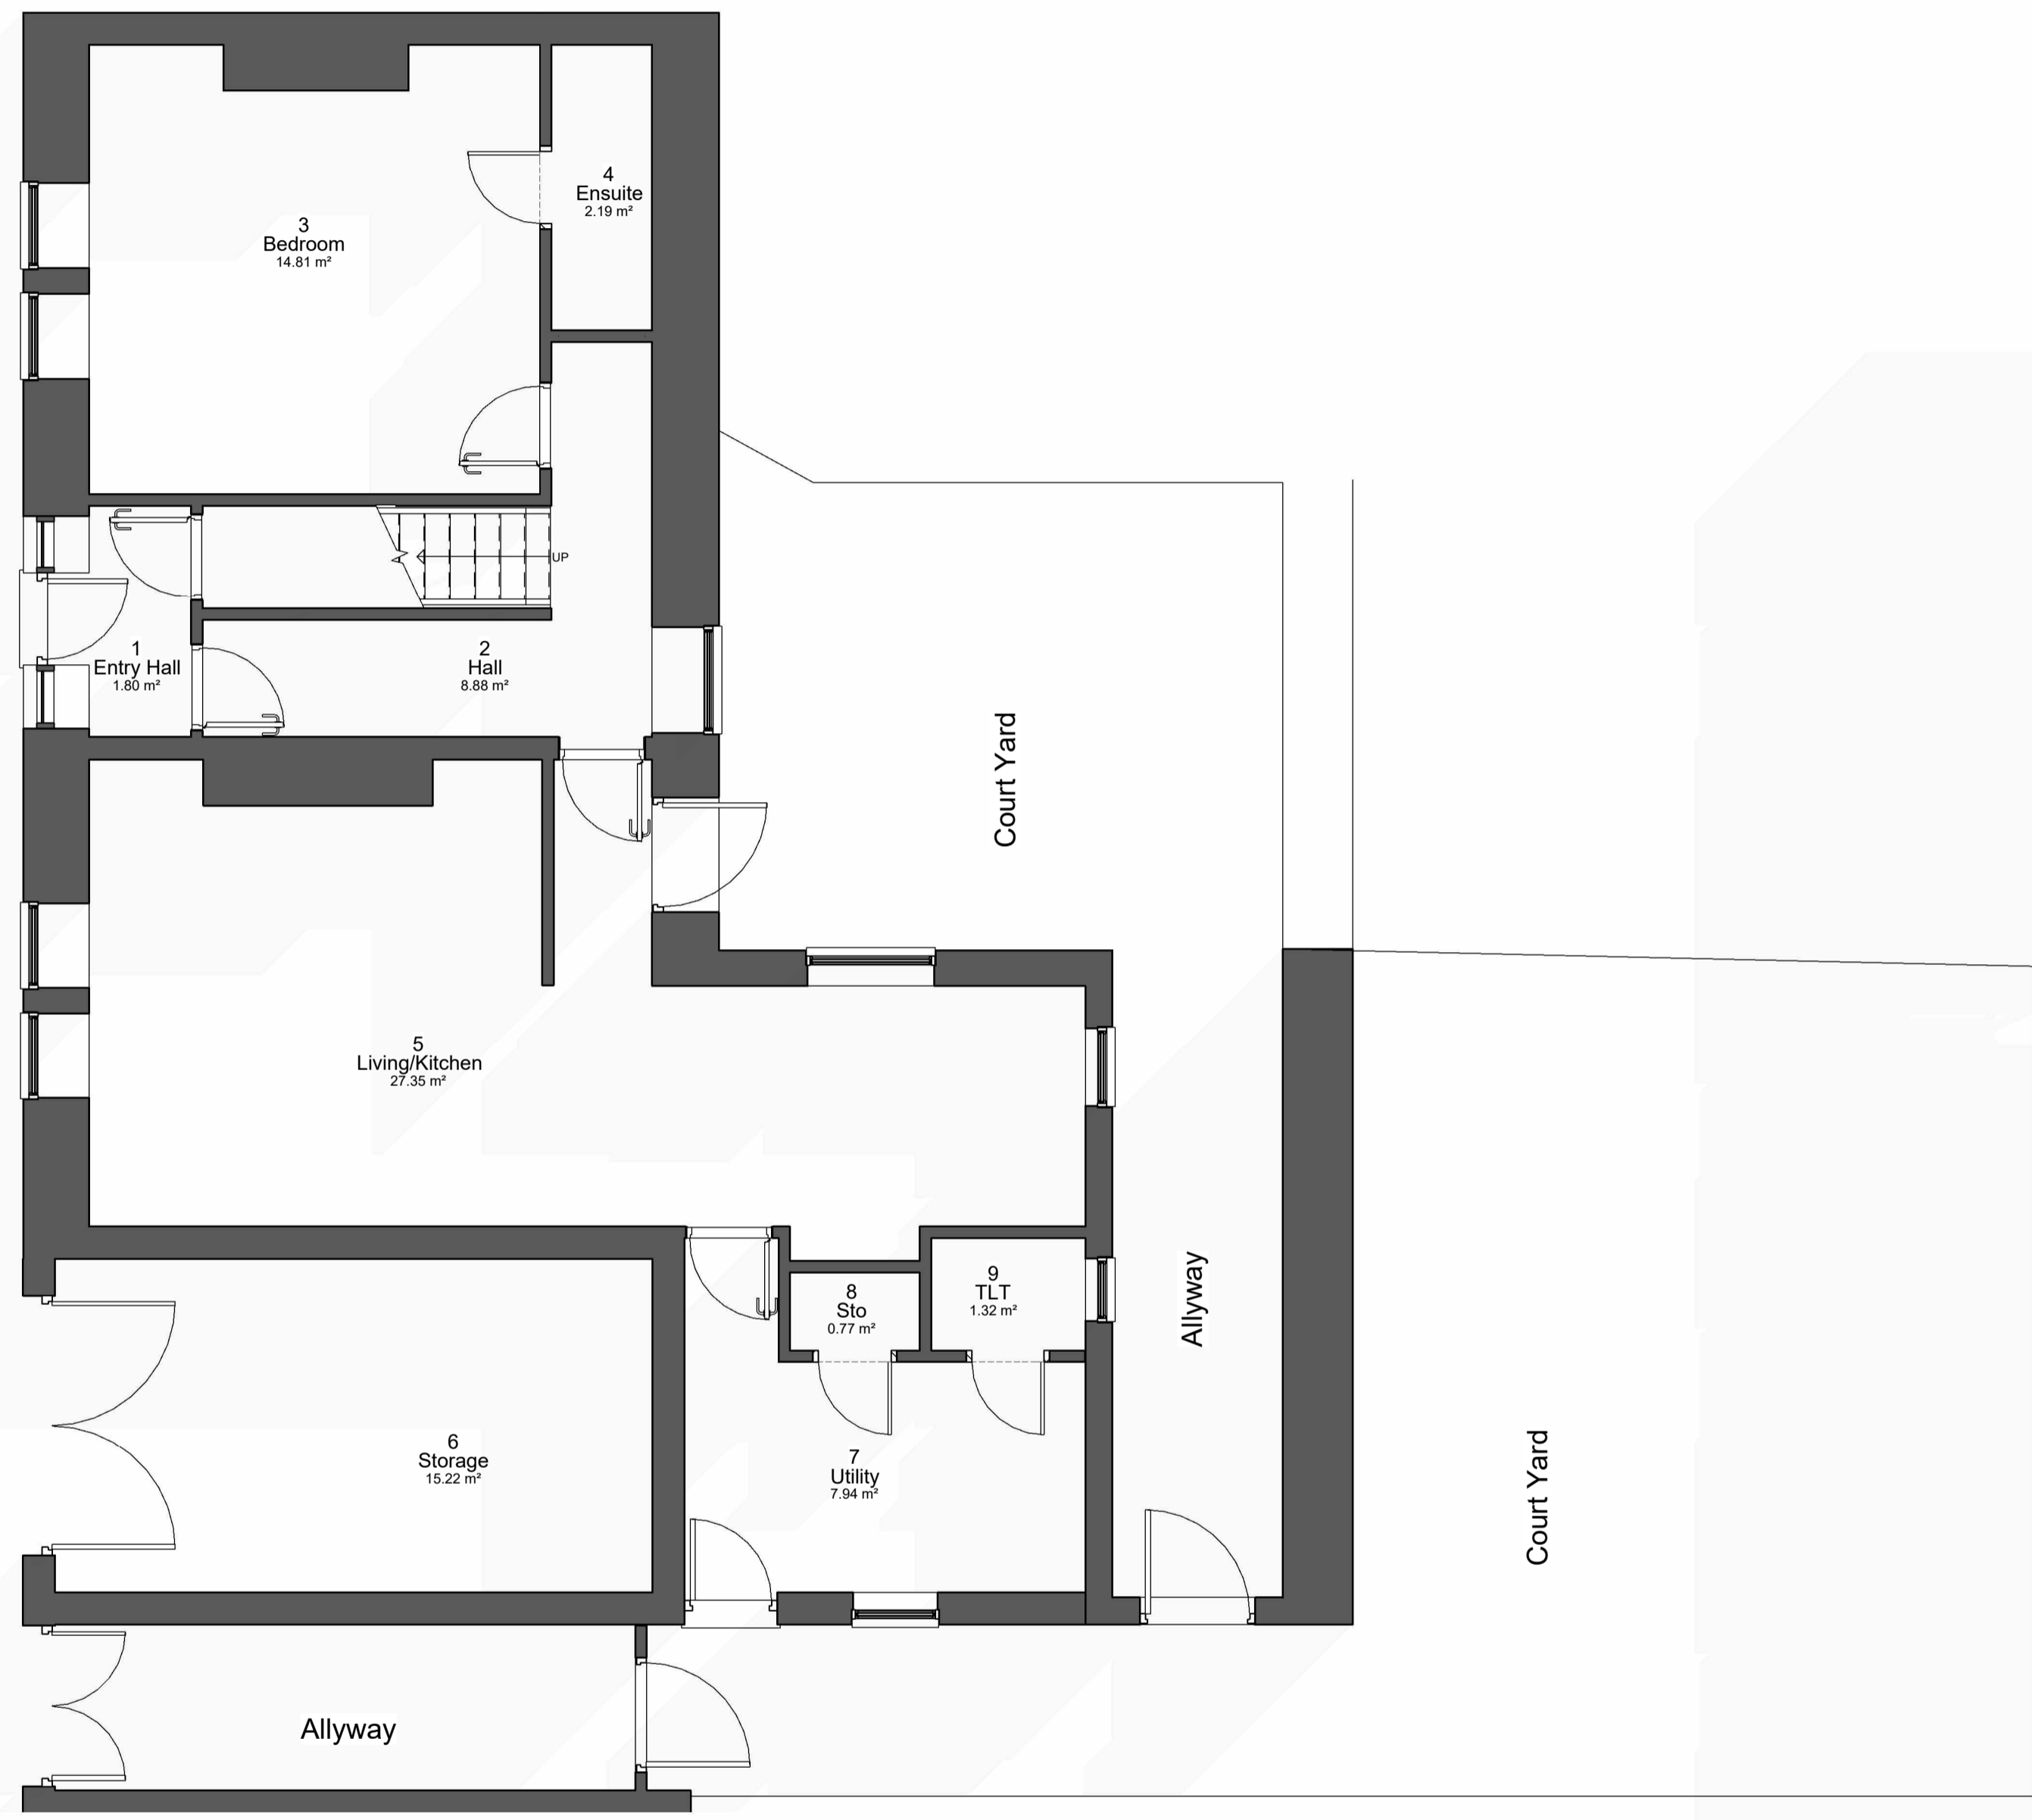 4
Ensuite
2.19 m²
3
Bedroom
14.81 m²
UP
1
Entry Hall
1.80 m²
2
Hall
8.88 m²
Court Yard
5
Living/Kitchen
27.35 m²
Allyway
8
Sto
0.77 m²
9
TLT
1.32 m²
6
Storage
15.22 m²
7
Utility
7.94 m²
Court Yard
Allyway